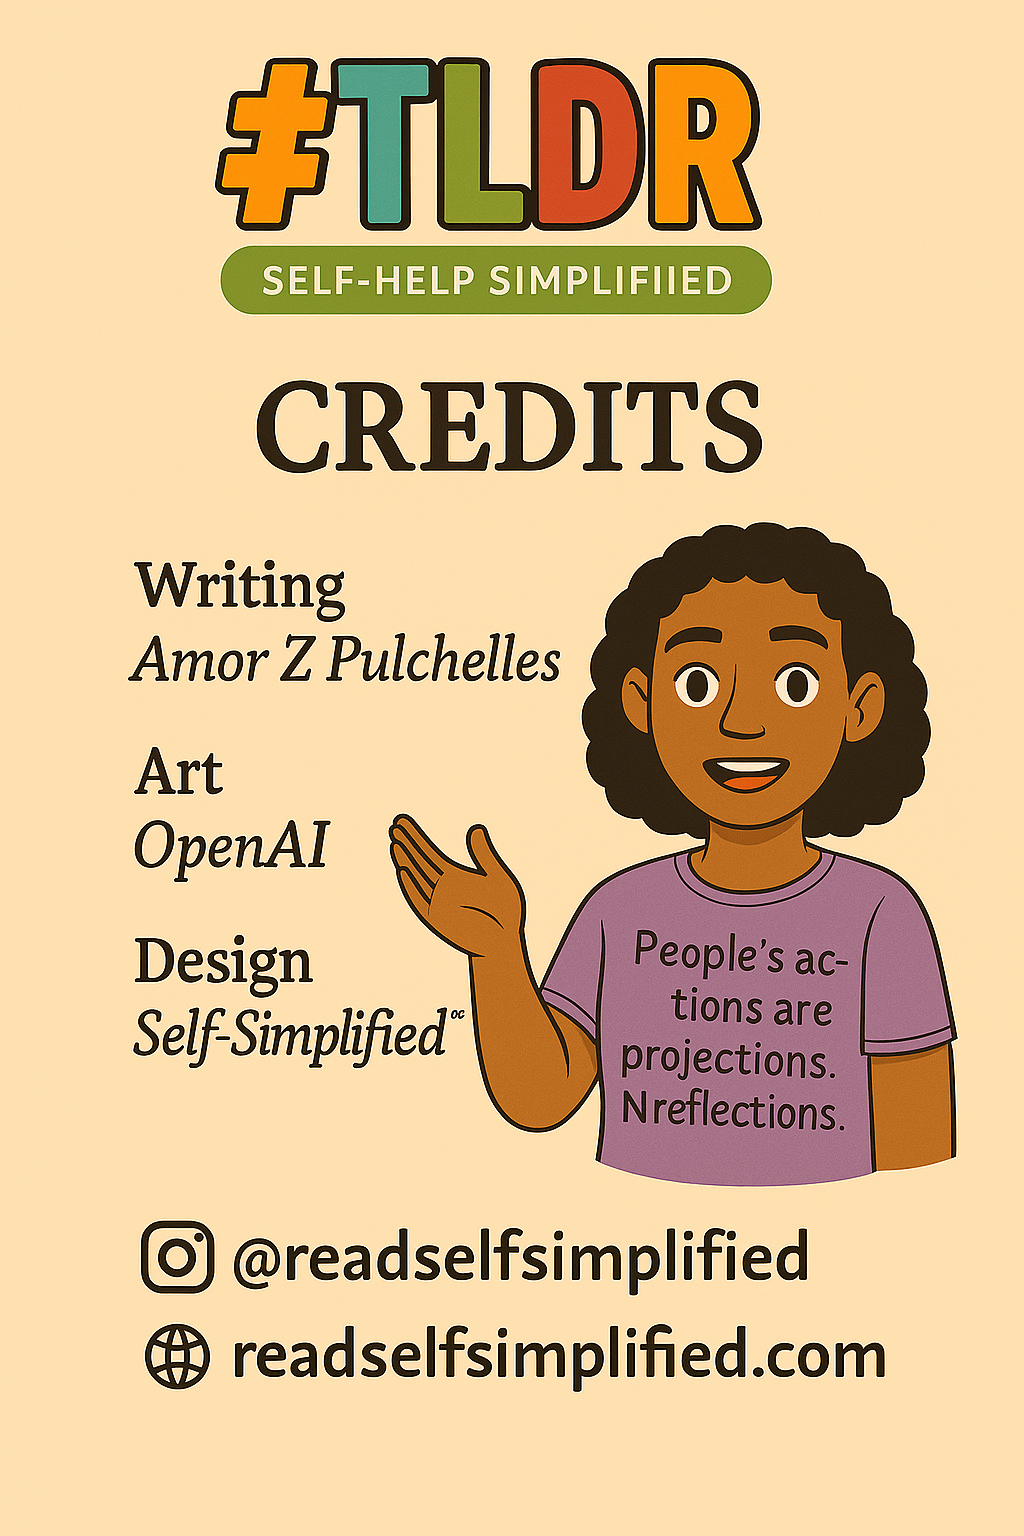 #TLDR
SELF-HELP SIMPLIFIIED
CREDITS
Writing
Amor Z Pulchelles
Art
OpenAI
Design
Self-Simplified
People's ac-
tions are
projections.
Nreflections.
@readselfsimplified
readselfsimplified.com